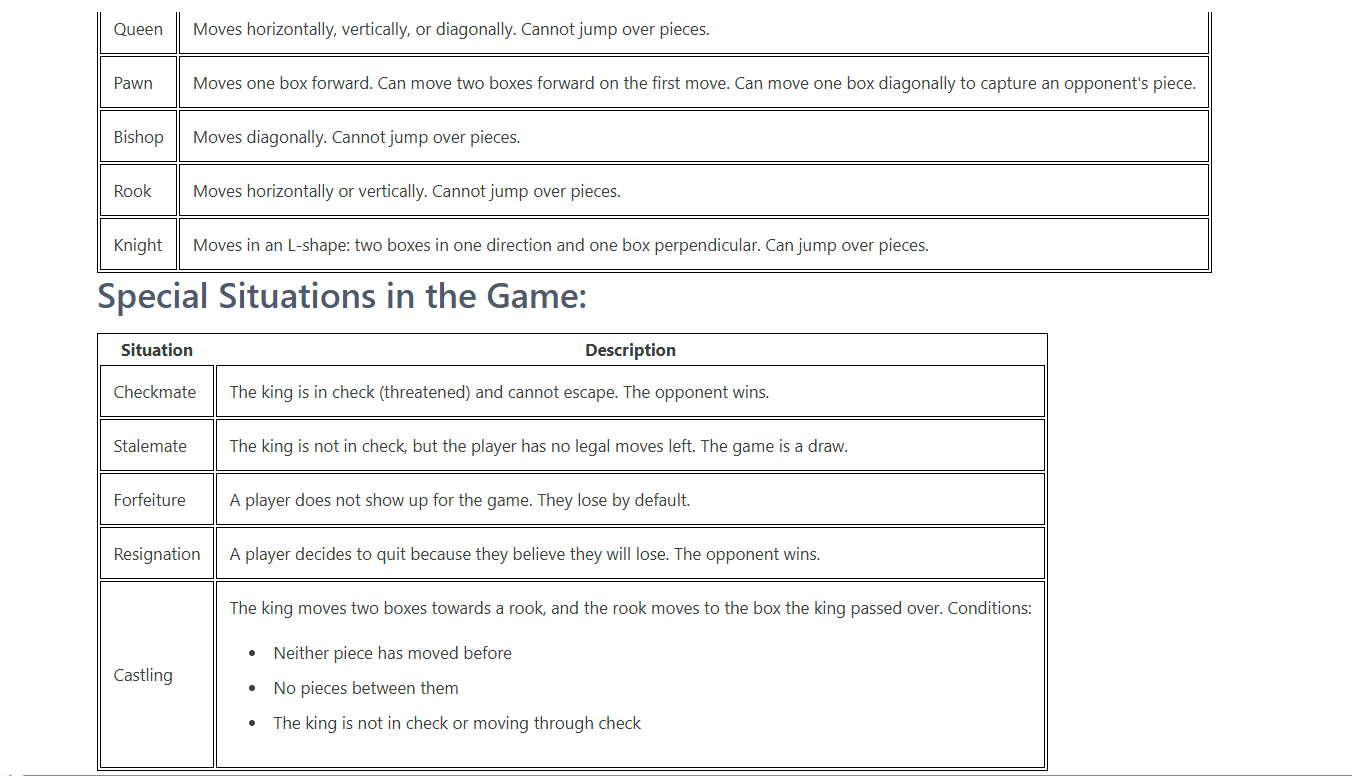 Queen Moves horizontally, vertically, or diagonally. Cannot jump over pieces.
Pawn Moves one box forward. Can move two boxes forward on the first move. Can move one box diagonally to capture an opponent's piece.
Bishop Moves diagonally. Cannot jump over pieces.
Rook Moves horizontally or vertically. Cannot jump over pieces.
Knight Moves in an L-shape: two boxes in one direction and one box perpendicular. Can jump over pieces.
Special Situations in the Game:
Situation Description
Checkmate The king is in check (threatened) and cannot escape. The opponent wins.
Stalemate The king is not in check, but the player has no legal moves left. The game is a draw.
Forfeiture A player does not show up for the game. They lose by default.
Resignation A player decides to quit because they believe they will lose. The opponent wins.
Castling The king moves two boxes towards a rook, and the rook moves to the box the king passed over. Conditions:
• Neither piece has moved before
• No pieces between them
• The king is not in check or moving through check